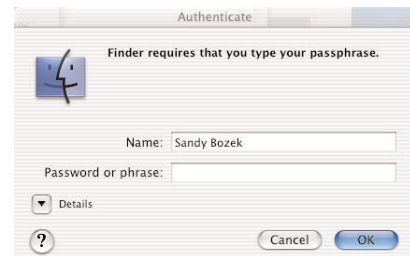 Authenticate
Finder requires that you type your passphrase.
Name: Sandy Bozek
Password or phrase:
Details
?
Cancel OK